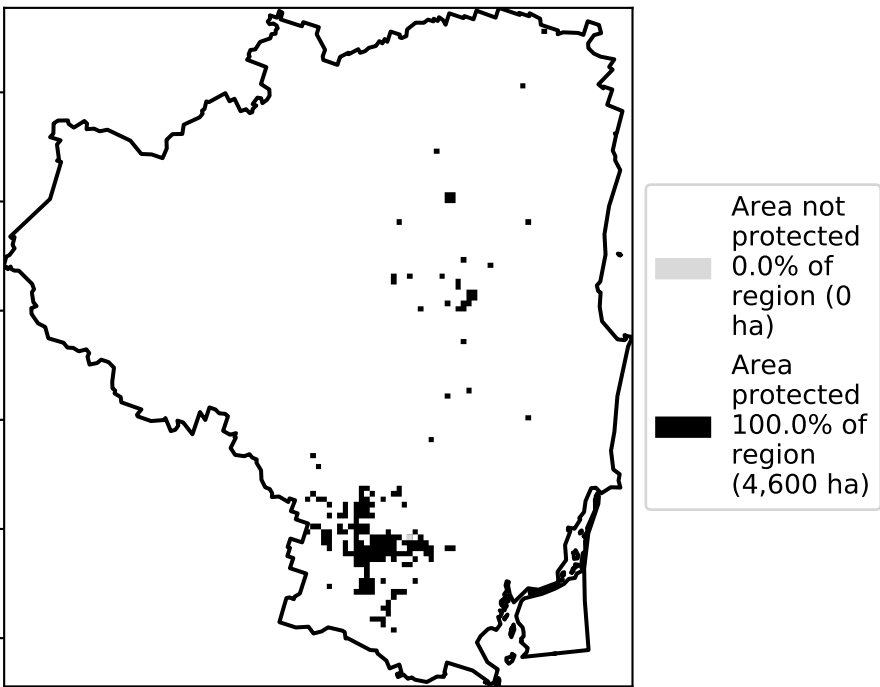 Area not
protected
0.0% of
region (0
ha)
Area
protected
100.0% of
region
(4,600 ha)